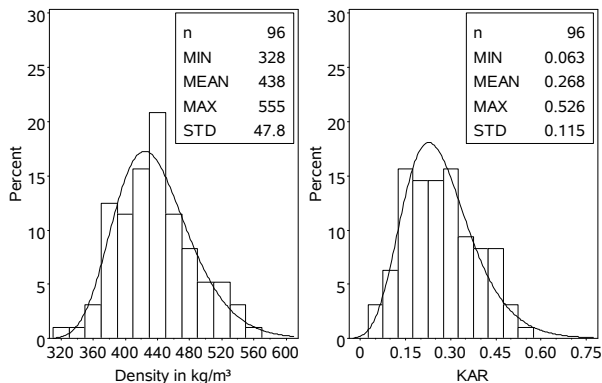 30
25
20
15
10
5
0
Percent
n 96
MIN 328
MEAN 438
MAX 555
STD 47.8
320 360 400 440 480 520 560 600
Density in kg/m³
30
25
20
15
10
5
0
Percent
n 96
MIN 0.063
MEAN 0.268
MAX 0.526
STD 0.115
0 0.15 0.30 0.45 0.60 0.75
KAR